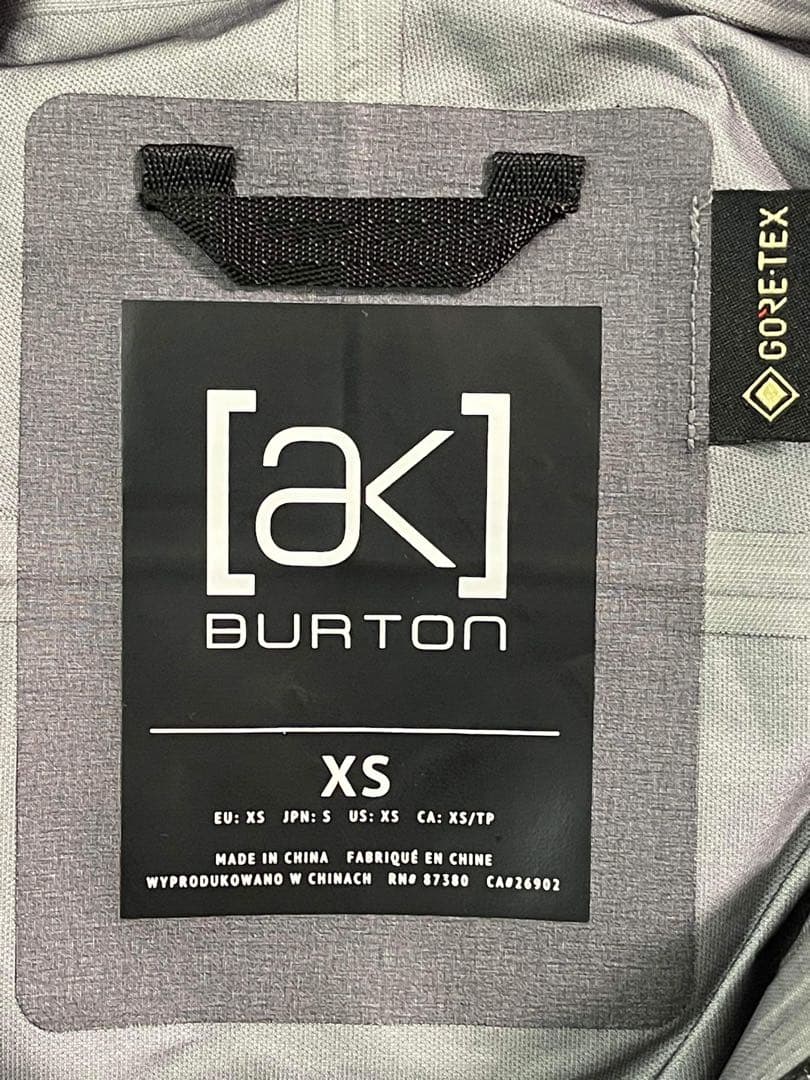 GORE-TEX
[ak]
BURTON
XS
EU: XS JPN: S US: XS CA: XS/TP
MADE IN CHINA FABRIQUÉ EN CHINE
WYPRODUKOWANO W CHINACH RN# 87380 CA#26902